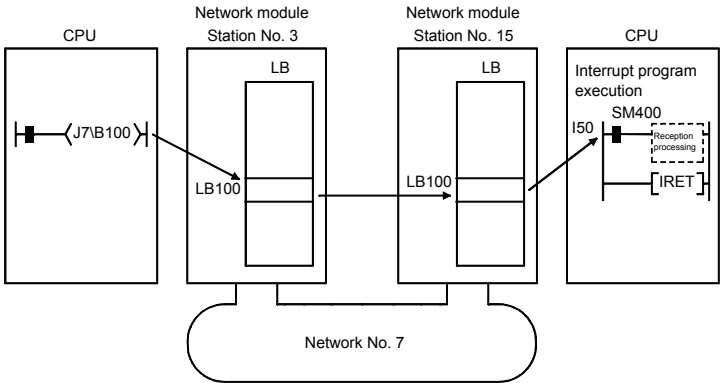 Network module
Station No. 3
Network module
Station No. 15
CPU
CPU
LB
LB
Interrupt program
execution
SM400
I50
Reception
processing
J7\B100
LB100
LB100
IRET
Network No. 7